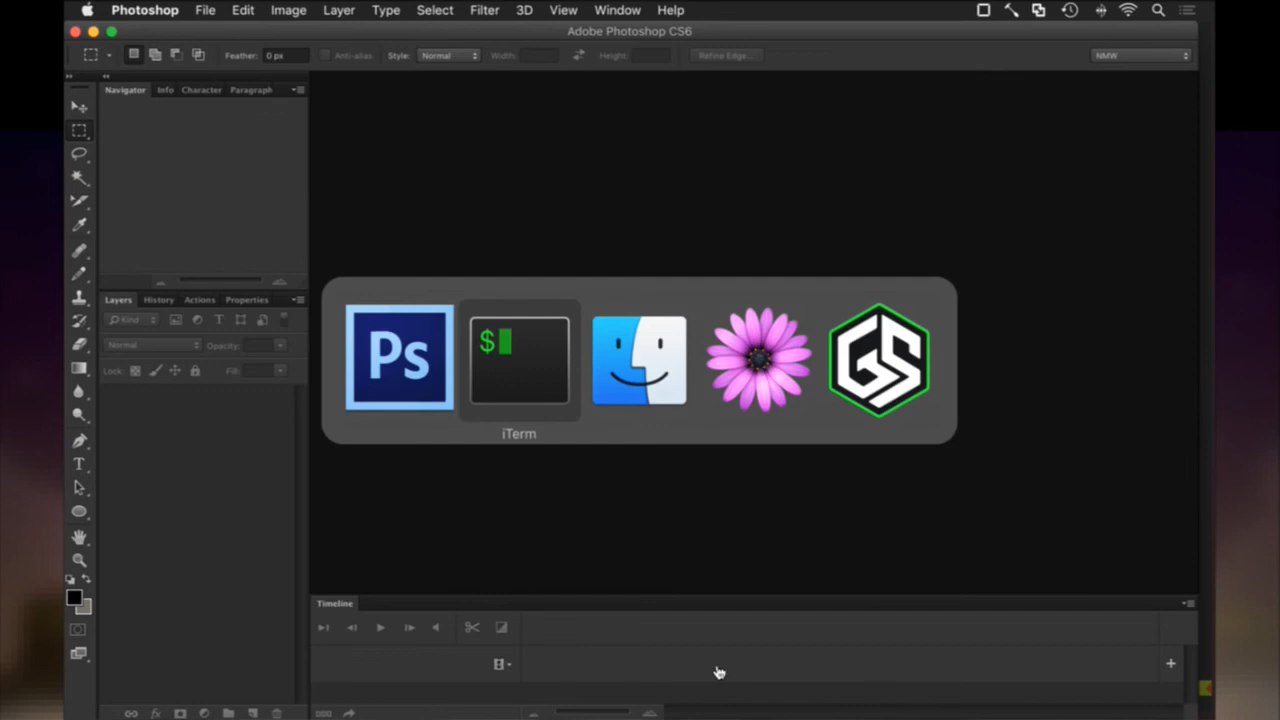 Photoshop File Edit Image Layer Type Select Filter 3D View Window Help
Adobe Photoshop CS6
Feather: 0 px Anti-alias Style: Normal Width: Height: Refine Edge... NMW
Navigator Info Character Paragraph
Layers History Actions Properties
Kind
Normal Opacity:
Lock: Fill:
Ps $ GS
iTerm
T
Timeline
fx